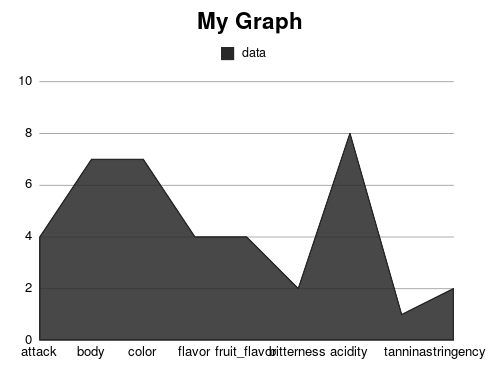 My Graph
data
10
8
6
4
2
0
attack body color flavor fruit_flavor bitterness acidity tannin astringency